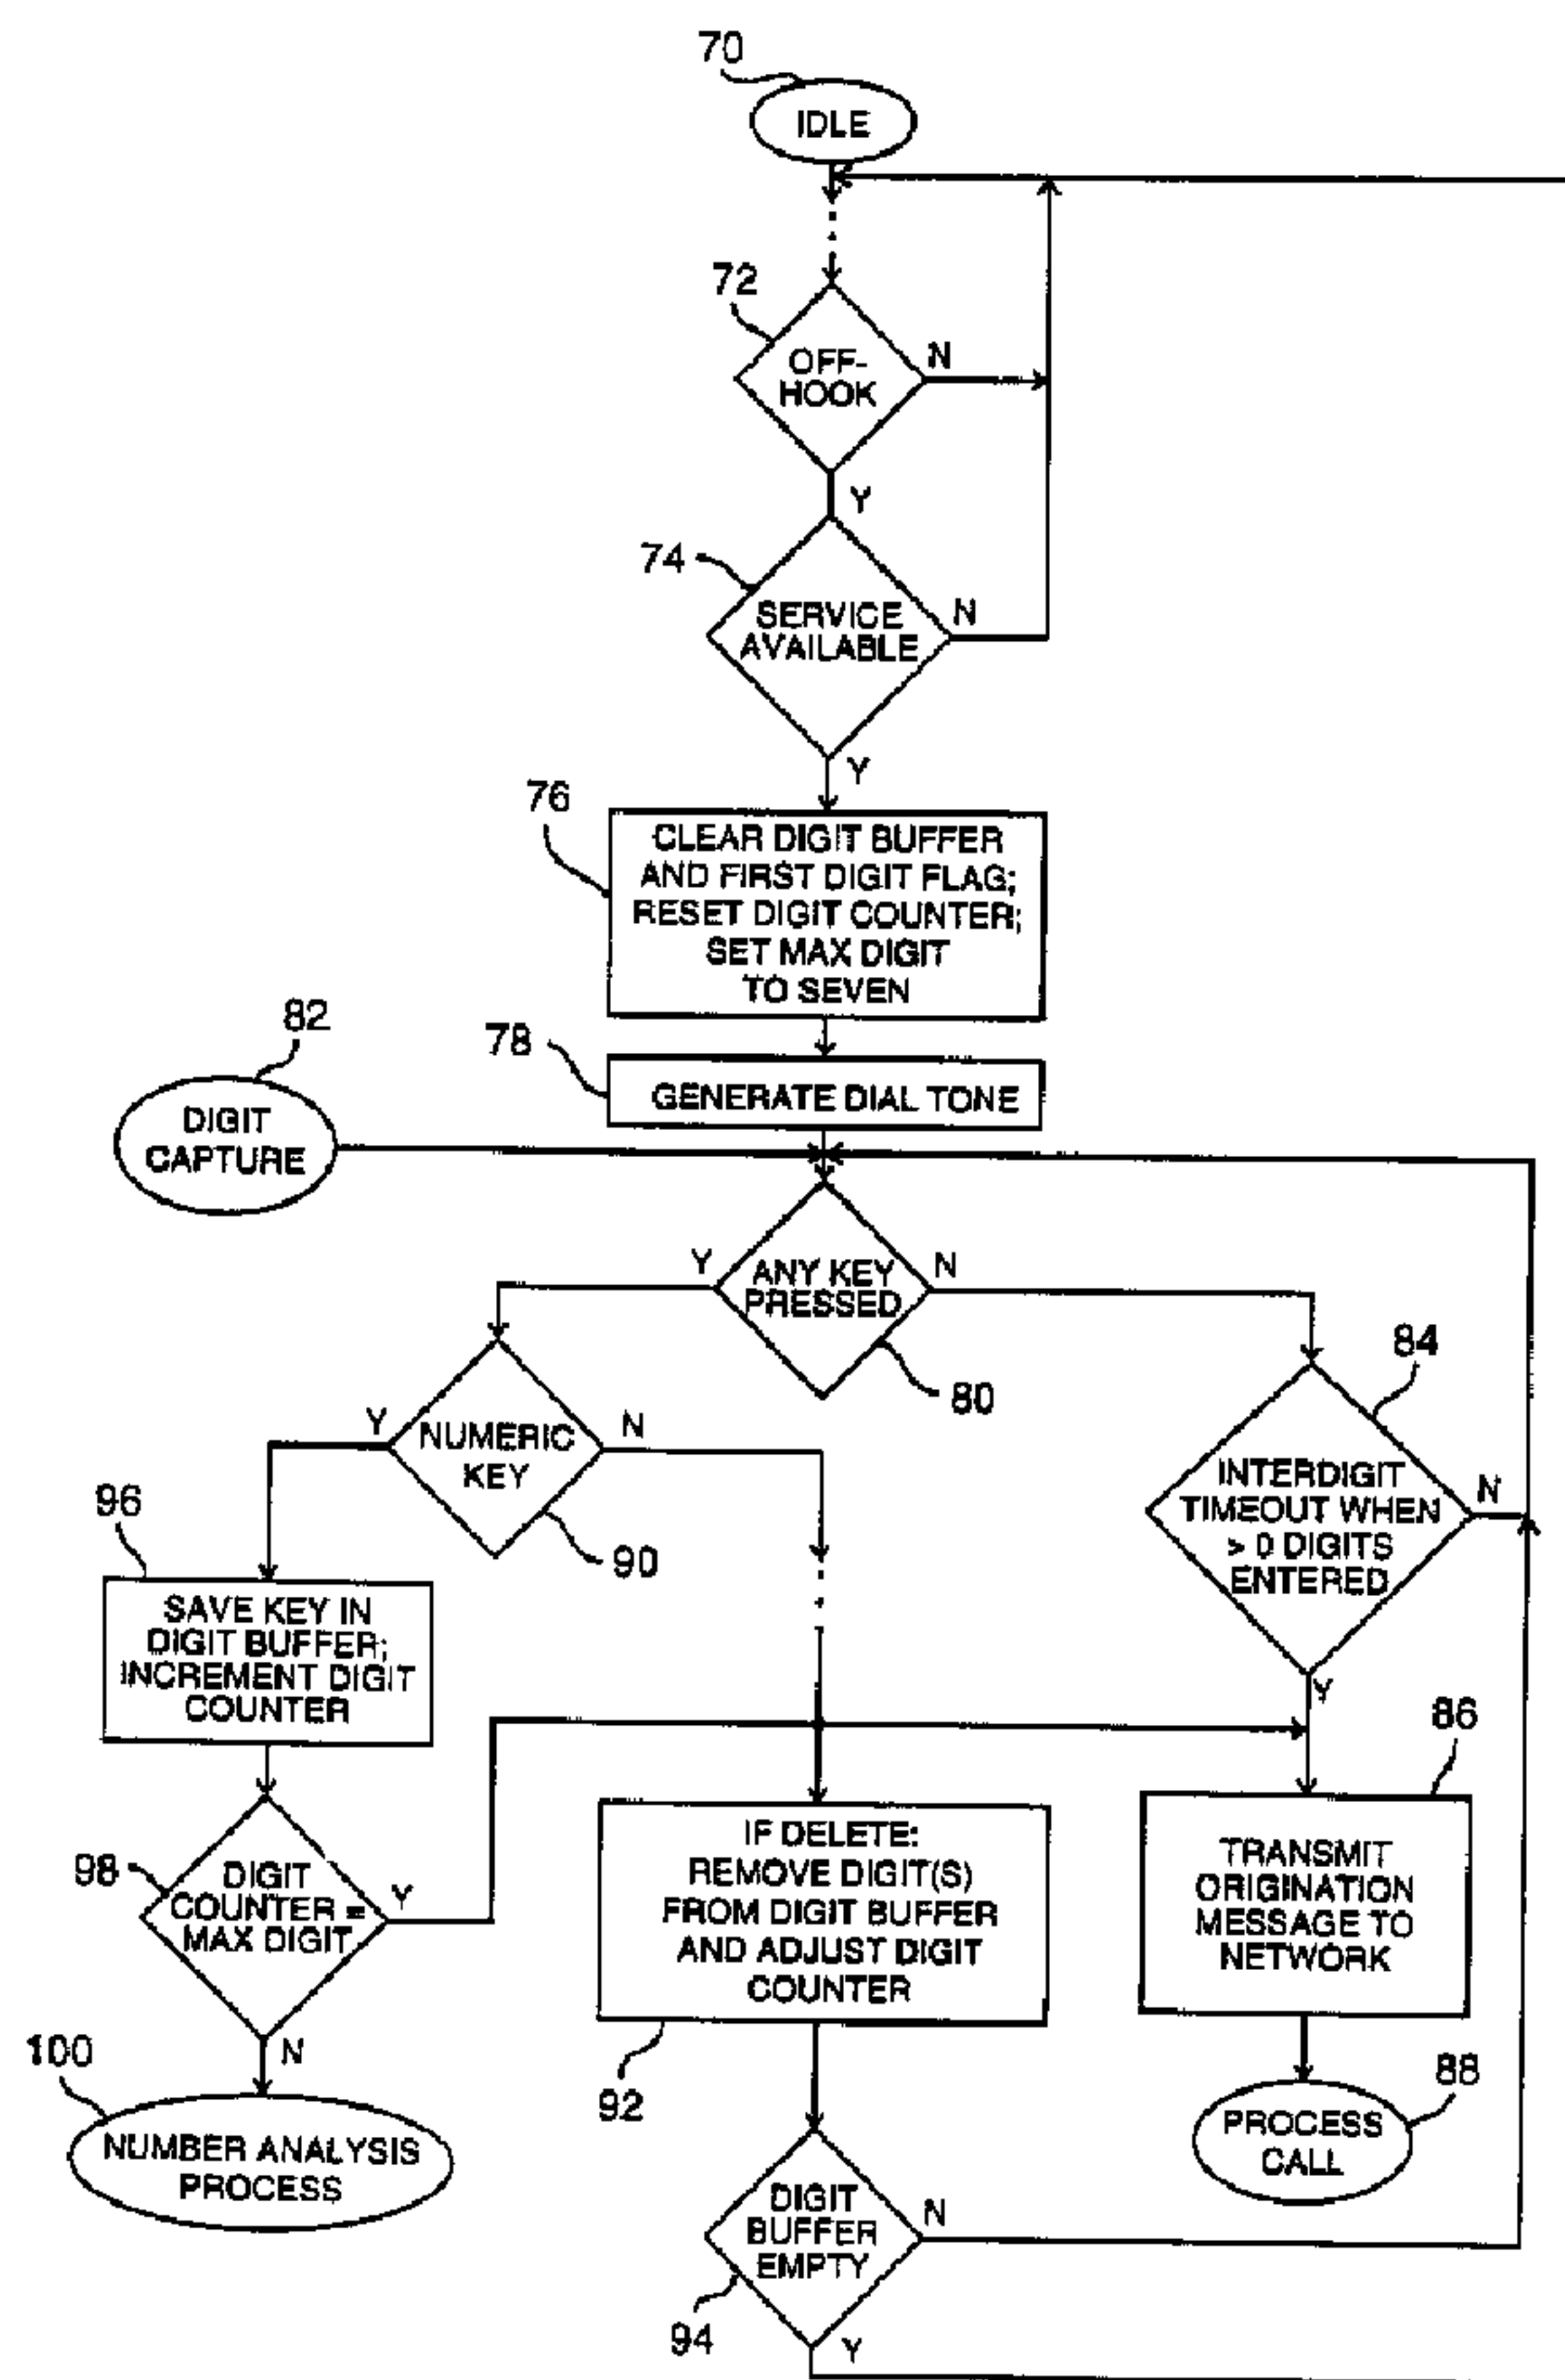 70
IDLE
72
OFF-
HOOK
N
Y
74
SERVICE
AVAILABLE
N
Y
76
CLEAR DIGIT BUFFER
AND FIRST DIGIT FLAG;
RESET DIGIT COUNTER;
SET MAX DIGIT
TO SEVEN
78
GENERATE DIAL TONE
82
DIGIT
CAPTURE
Y
ANY KEY
PRESSED
N
80
84
Y
NUMERIC
KEY
N
90
INTERDIGIT
TIMEOUT WHEN
> 0 DIGITS
ENTERED
N
Y
96
SAVE KEY IN
DIGIT BUFFER;
INCREMENT DIGIT
COUNTER
98
DIGIT
COUNTER =
MAX DIGIT
Y
N
IF DELETE:
REMOVE DIGIT(S)
FROM DIGIT BUFFER
AND ADJUST DIGIT
COUNTER
92
86
TRANSMIT
ORIGINATION
MESSAGE TO
NETWORK
100
NUMBER ANALYSIS
PROCESS
88
PROCESS
CALL
DIGIT
BUFFER
EMPTY
N
94
Y